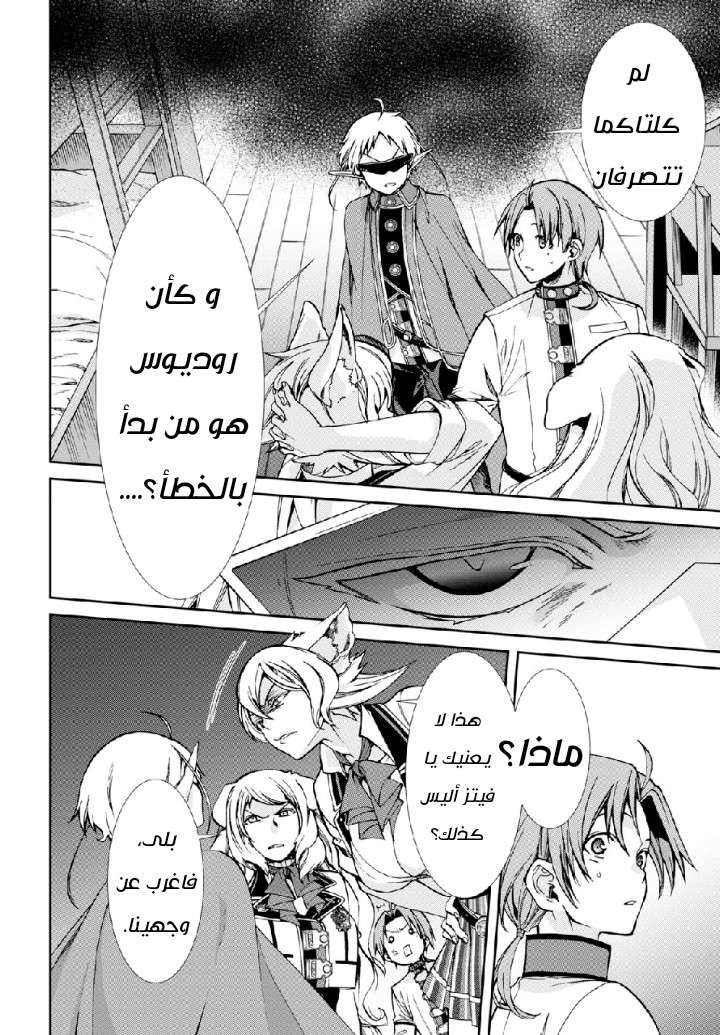 لم
كلتاكما
تتصرفان
و كأن
روديوس
هو من بدأ
بالخطأ؟....
ماذا؟
هذا لا
يعنيك يا
فيتز أليس
كذلك؟
بلى،
فاغرب عن
وجهينا.